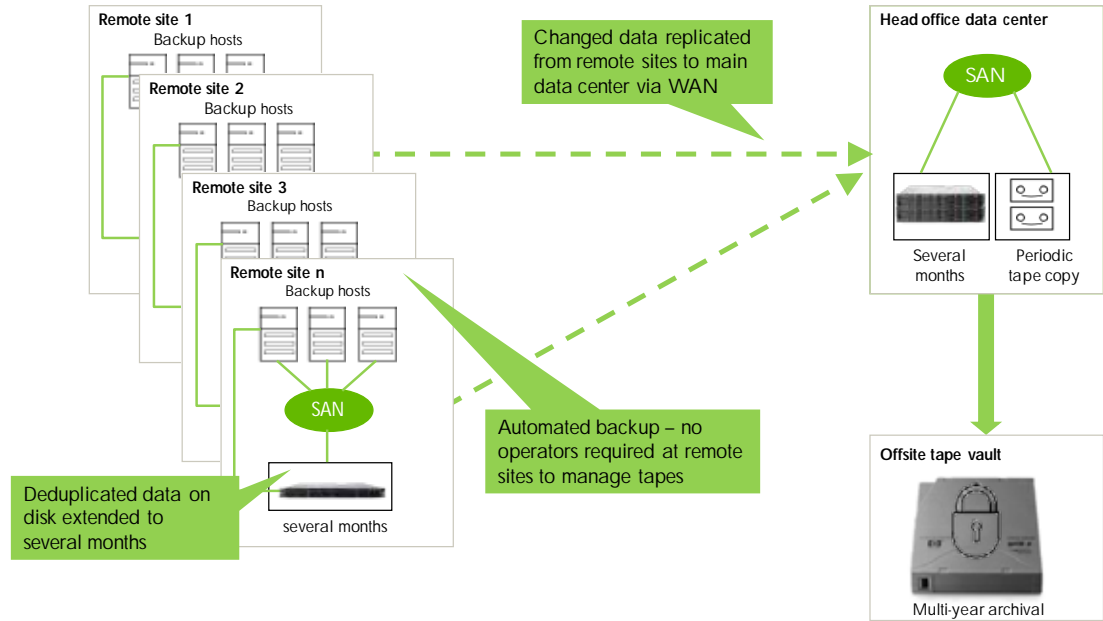 Remote site 1
Backup hosts
Remote site 2
Backup hosts
Remote site 3
Backup hosts
Remote site n
Backup hosts
SAN
several months
Deduplicated data on
disk extended to
several months
Automated backup – no
operators required at remote
sites to manage tapes
Changed data replicated
from remote sites to main
data center via WAN
Head office data center
SAN
Several
months
Periodic
tape copy
Offsite tape vault
hp
Multi-year archival